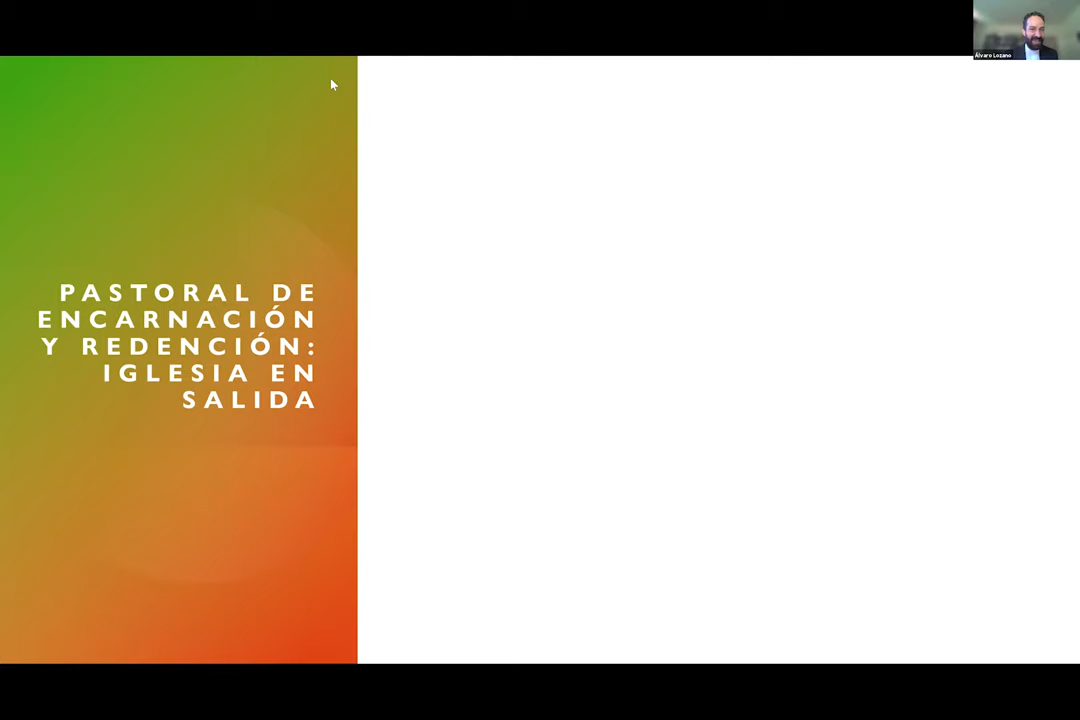 Álvaro Lozano
PASTORAL DE
ENCARNACIÓN
Y REDENCIÓN:
IGLESIA EN
SALIDA